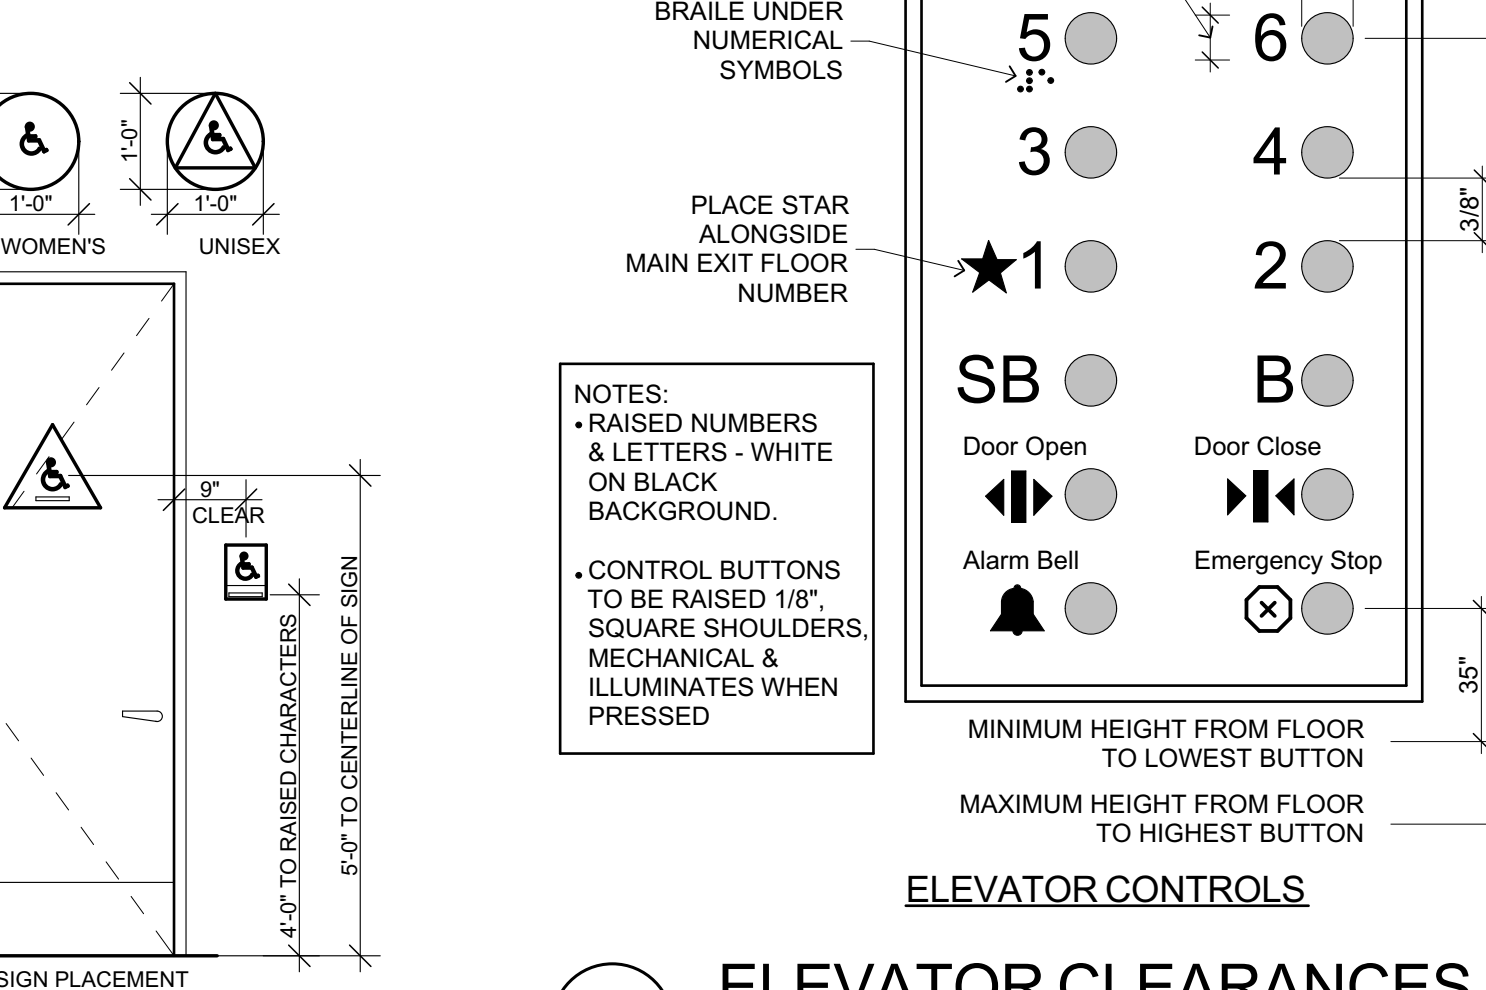 1'-0"
1'-0"
1'-0"
WOMEN'S
UNISEX
9"
CLEAR
4'-0" TO RAISED CHARACTERS
5'-0" TO CENTERLINE OF SIGN
SIGN PLACEMENT
BRAILE UNDER
NUMERICAL
SYMBOLS
PLACE STAR
ALONGSIDE
MAIN EXIT FLOOR
NUMBER
NOTES:
• RAISED NUMBERS
& LETTERS - WHITE
ON BLACK
BACKGROUND.
• CONTROL BUTTONS
TO BE RAISED 1/8",
SQUARE SHOULDERS,
MECHANICAL &
ILLUMINATES WHEN
PRESSED
5 6
3 4
★1 2
SB B
Door Open Door Close
Alarm Bell Emergency Stop
3/8"
35"
MINIMUM HEIGHT FROM FLOOR
TO LOWEST BUTTON
MAXIMUM HEIGHT FROM FLOOR
TO HIGHEST BUTTON
ELEVATOR CONTROLS
ELEVATOR CLEARANCES